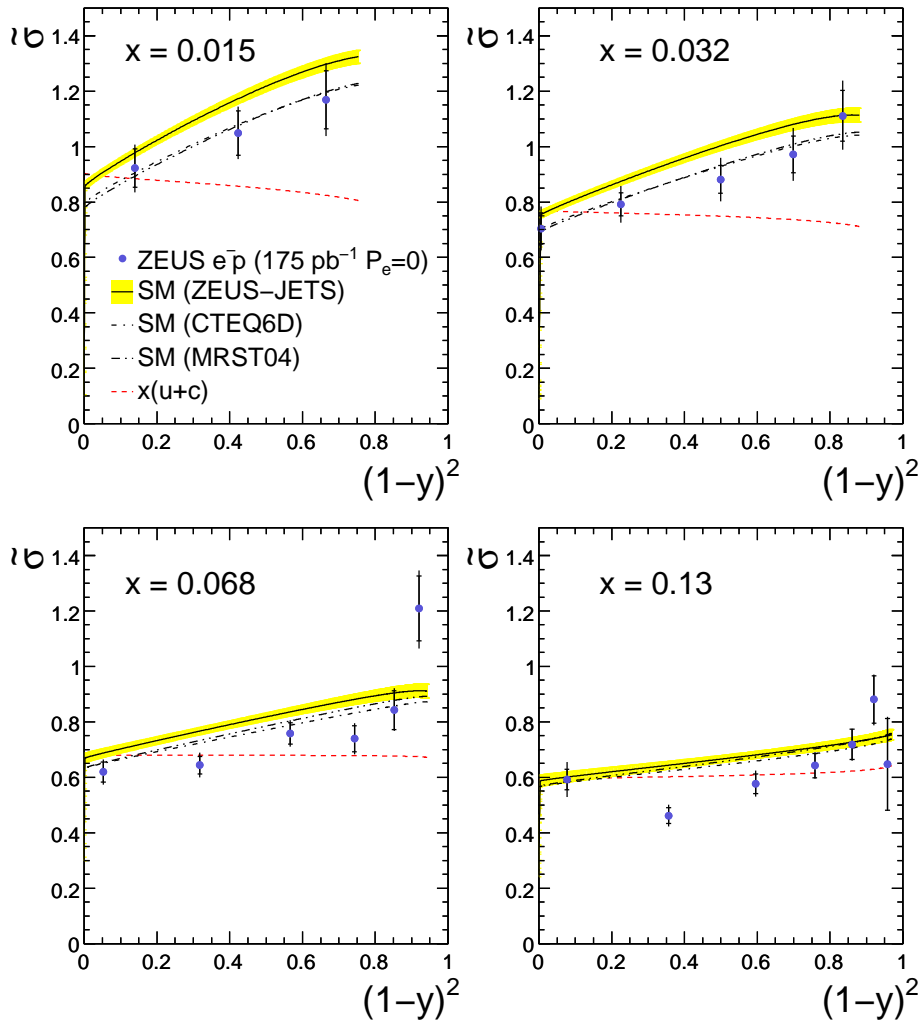 σ̃
x = 0.015
1.4
1.2
1
0.8
0.6
0.4
0.2
0
ZEUS e⁻p (175 pb⁻¹ Pₑ=0)
SM (ZEUS−JETS)
SM (CTEQ6D)
SM (MRST04)
x(u+c)
0 0.2 0.4 0.6 0.8 1
(1−y)²
σ̃
x = 0.032
1.4
1.2
1
0.8
0.6
0.4
0.2
0
0 0.2 0.4 0.6 0.8 1
(1−y)²
σ̃
x = 0.068
1.4
1.2
1
0.8
0.6
0.4
0.2
0
0 0.2 0.4 0.6 0.8 1
(1−y)²
σ̃
x = 0.13
1.4
1.2
1
0.8
0.6
0.4
0.2
0
0 0.2 0.4 0.6 0.8 1
(1−y)²